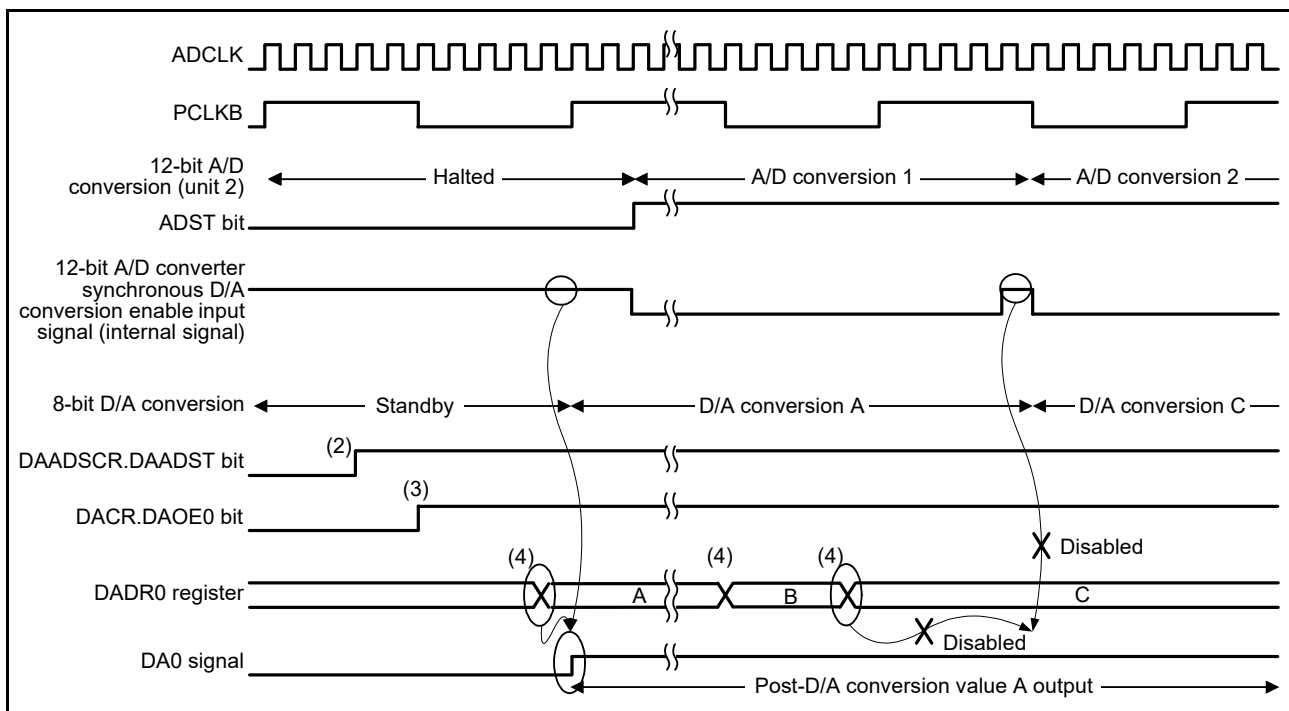 ADCLK
PCLKB
12-bit A/D
conversion (unit 2)
Halted
A/D conversion 1
A/D conversion 2
ADST bit
12-bit A/D converter
synchronous D/A
conversion enable input
signal (internal signal)
8-bit D/A conversion
Standby
D/A conversion A
D/A conversion C
DAADSCR.DAADST bit
(2)
DACR.DAOE0 bit
(3)
Disabled
DADR0 register
(4)
A
(4)
B
(4)
C
Disabled
DA0 signal
Post-D/A conversion value A output